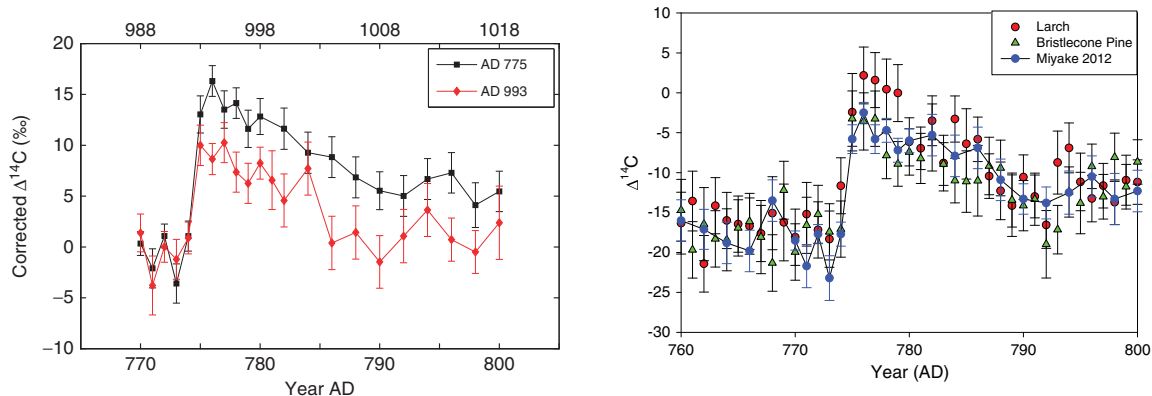 988 998 1008 1018
20
15
10
5
0
−5
−10
Corrected Δ¹⁴C (‰)
AD 775
AD 993
770 780 790 800
Year AD
-10
5
0
-5
-10
-15
-20
-25
-30
Δ¹⁴C
Larch
Bristlecone Pine
Miyake 2012
760 770 780 790 800
Year (AD)